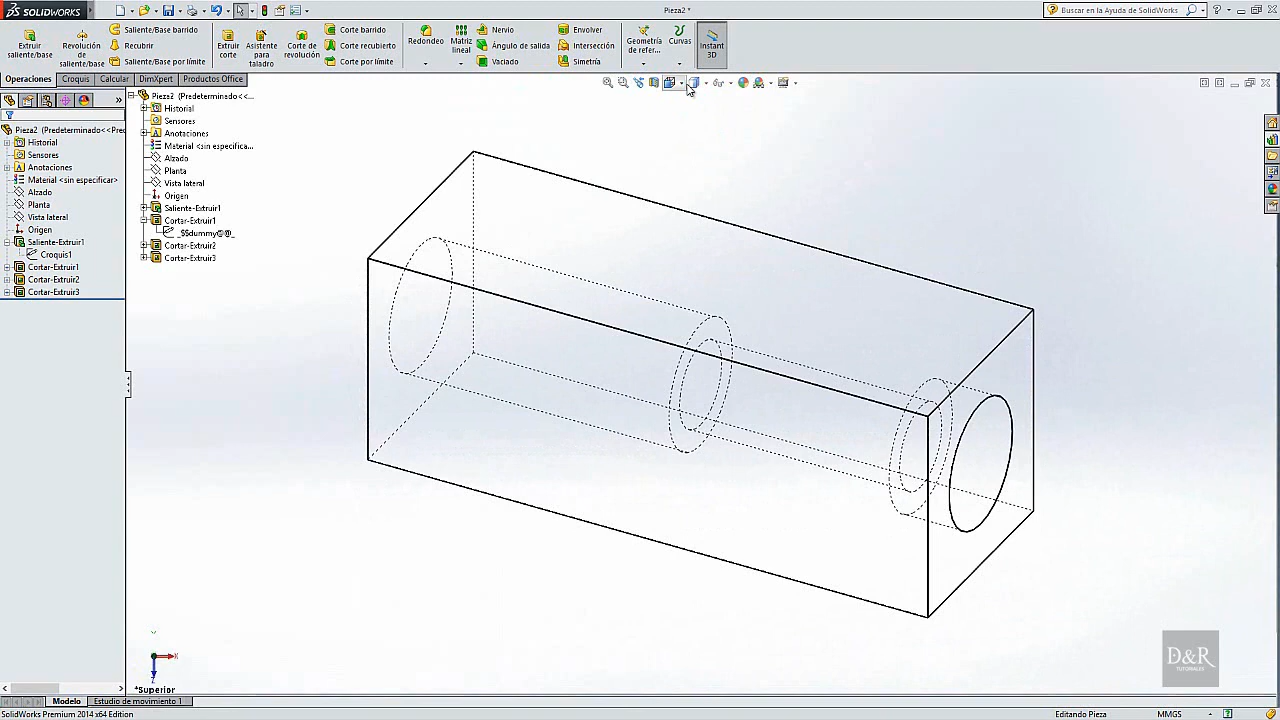 SOLIDWORKS
Pieza2 *
Buscar en la Ayuda de SolidWorks
Extruir saliente/base
Revolución de saliente/base
Saliente/Base barrido
Recubrir
Saliente/Base por límite
Extruir corte
Asistente para taladro
Corte de revolución
Corte barrido
Corte recubierto
Corte por límite
Redondeo
Matriz lineal
Nervio
Ángulo de salida
Vaciado
Envolver
Intersección
Simetría
Geometría de refer...
Curvas
Instant 3D
Operaciones
Croquis
Calcular
DimXpert
Productos Office
Pieza2 (Predeterminado<<Prec
Historial
Sensores
Anotaciones
Material <sin especificar>
Alzado
Planta
Vista lateral
Origen
Saliente-Extruir1
Croquis1
Cortar-Extruir1
Cortar-Extruir2
Cortar-Extruir3
Pieza2 (Predeterminado<<...
Historial
Sensores
Anotaciones
Material <sin especifica...
Alzado
Planta
Vista lateral
Origen
Saliente-Extruir1
Cortar-Extruir1
_$$dummy@@_
Cortar-Extruir2
Cortar-Extruir3
X
*Superior
D&R
TUTORIALES
Modelo
Estudio de movimiento 1
SolidWorks Premium 2014 x64 Edition
Editando Pieza
MMGS